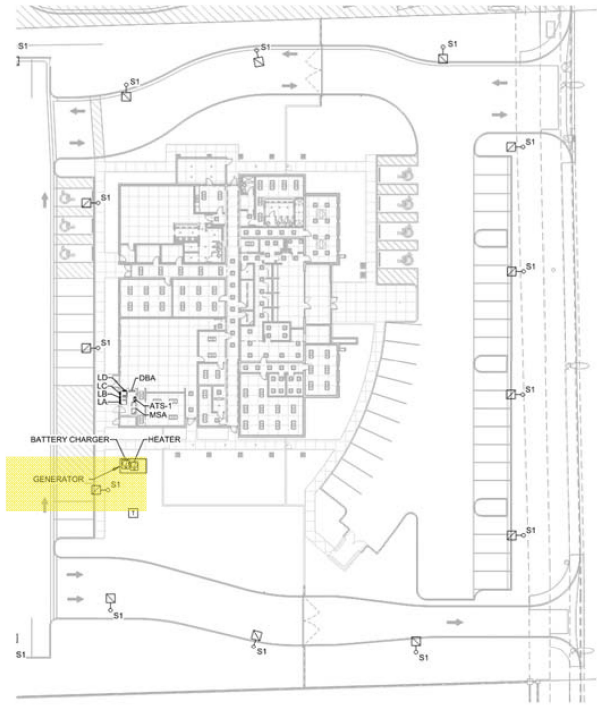 S1
S1
S1
S1
S1
S1
S1
S1
LD
DBA
LC
LB
LA
ATS-1
MSA
S1
BATTERY CHARGER
HEATER
GENERATOR
S1
T
S1
S1
S1
S1
S1